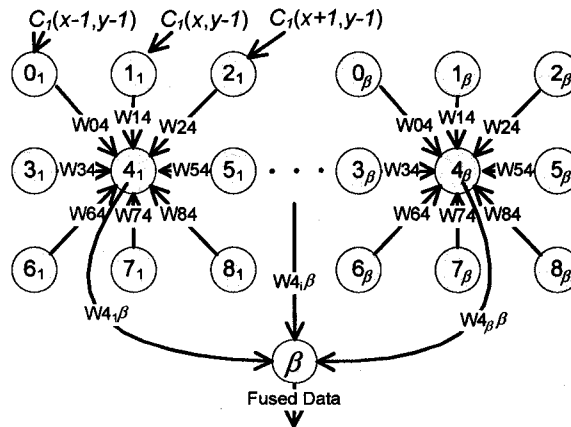 C₁(x-1,y-1) C₁(x,y-1) C₁(x+1,y-1)
0₁ 1₁ 2₁ 0β 1β 2β
W04 W14 W24 W04 W14 W24
3₁ W34 4₁ W54 5₁ . . . 3β W34 4β W54 5β
W64 W74 W84 W64 W74 W84
6₁ 7₁ 8₁ 6β 7β 8β
W4₁β W4ᵢβ W4ββ
β
Fused Data